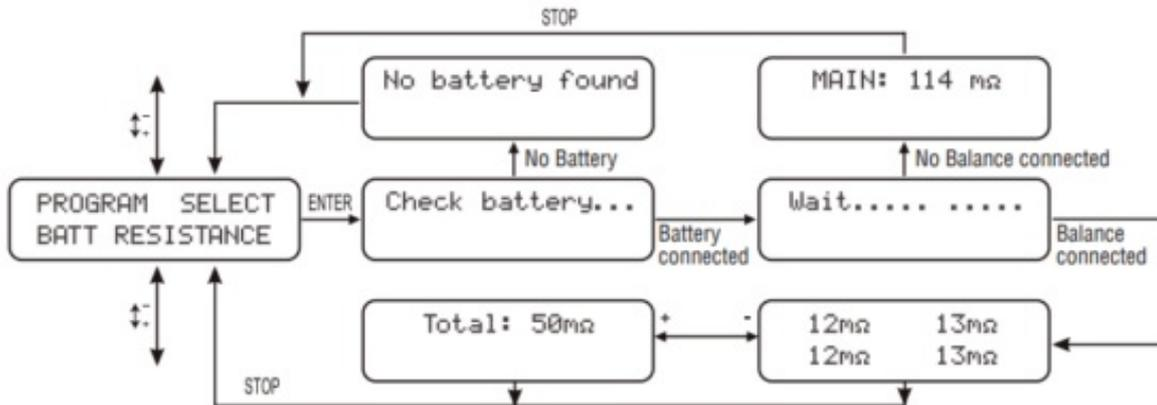 STOP
No battery found
MAIN: 114 mΩ
No Battery
No Balance connected
- +
PROGRAM SELECT
BATT RESISTANCE
ENTER
Check battery...
Battery
connected
Wait..... .....
Balance
connected
- +
Total: 50mΩ
+ -
12mΩ 13mΩ
12mΩ 13mΩ
STOP